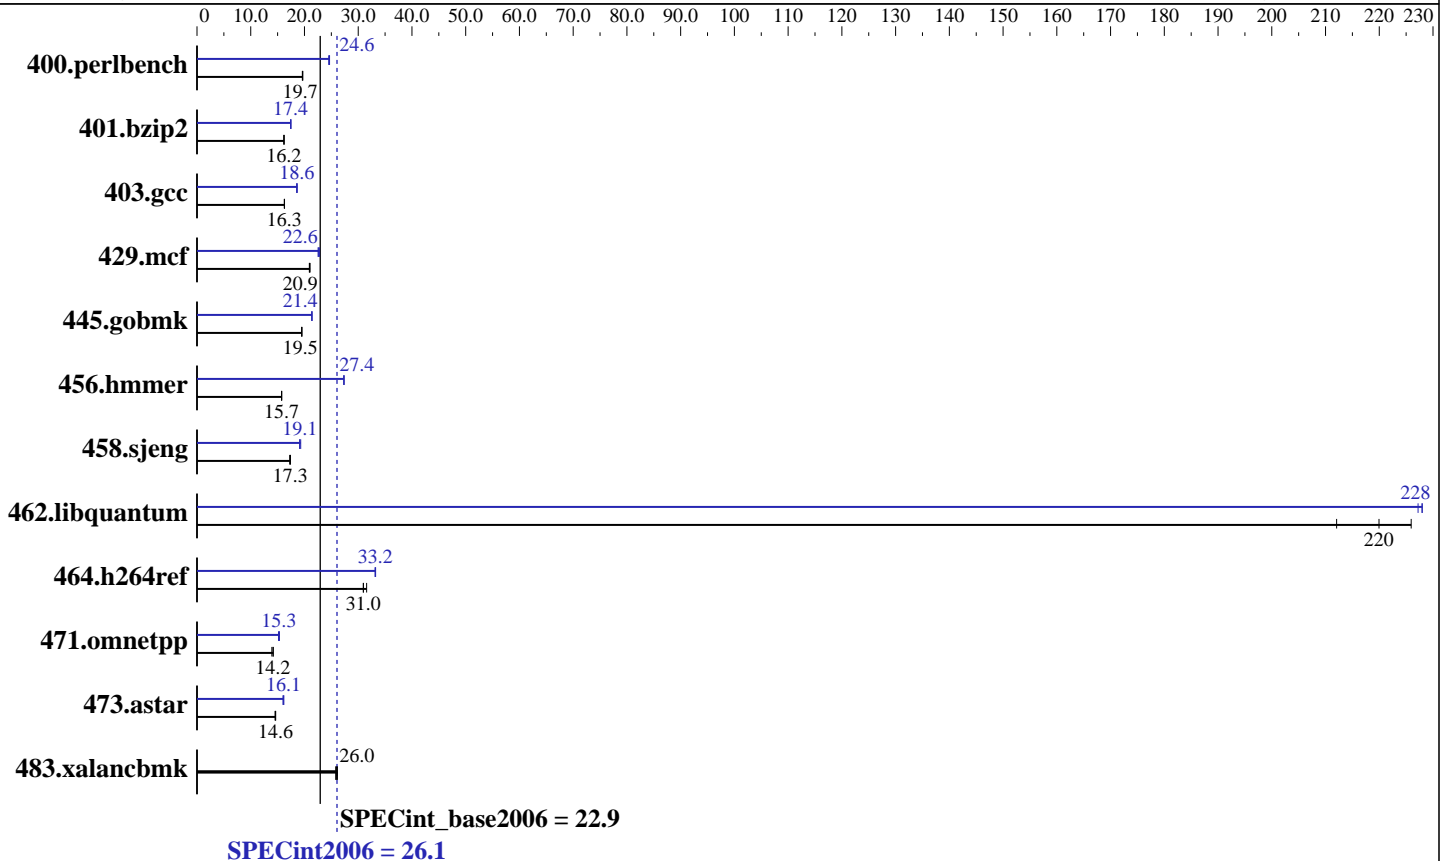 0 10.0 20.0 30.0 40.0 50.0 60.0 70.0 80.0 90.0 100 110 120 130 140 150 160 170 180 190 200 210 220 230
400.perlbench
24.6
19.7
401.bzip2
17.4
16.2
403.gcc
18.6
16.3
429.mcf
22.6
20.9
445.gobmk
21.4
19.5
456.hmmer
27.4
15.7
458.sjeng
19.1
17.3
462.libquantum
228
220
464.h264ref
33.2
31.0
471.omnetpp
15.3
14.2
473.astar
16.1
14.6
483.xalancbmk
26.0
SPECint_base2006 = 22.9
SPECint2006 = 26.1